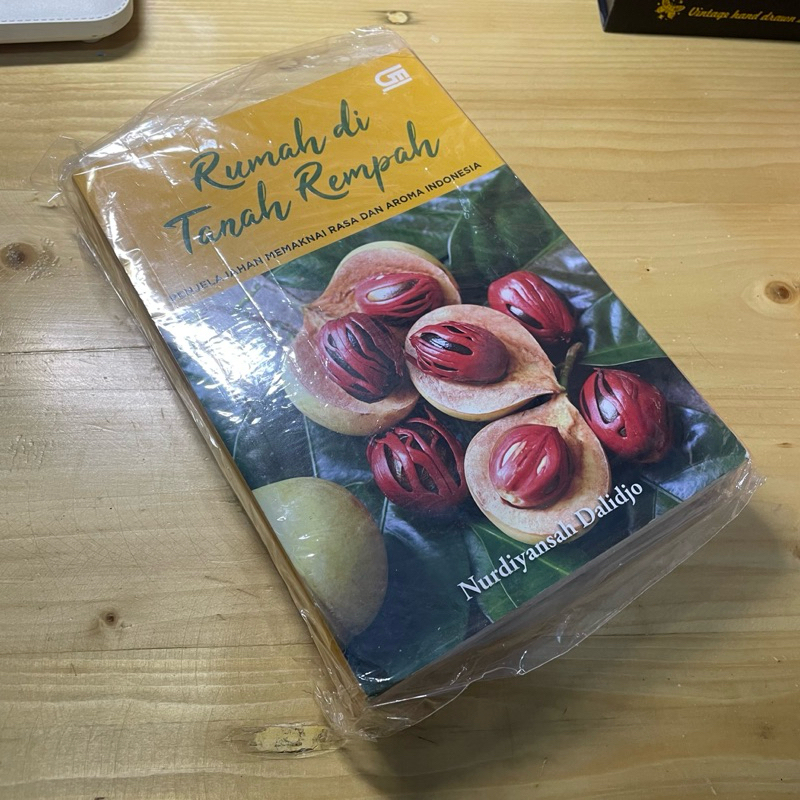 Rumah di
Tanah Rempah
PENJELAJAHAN MEMAKNAI RASA DAN AROMA INDONESIA
Nurdiyansah Dalidjo
Vintage hand drawn